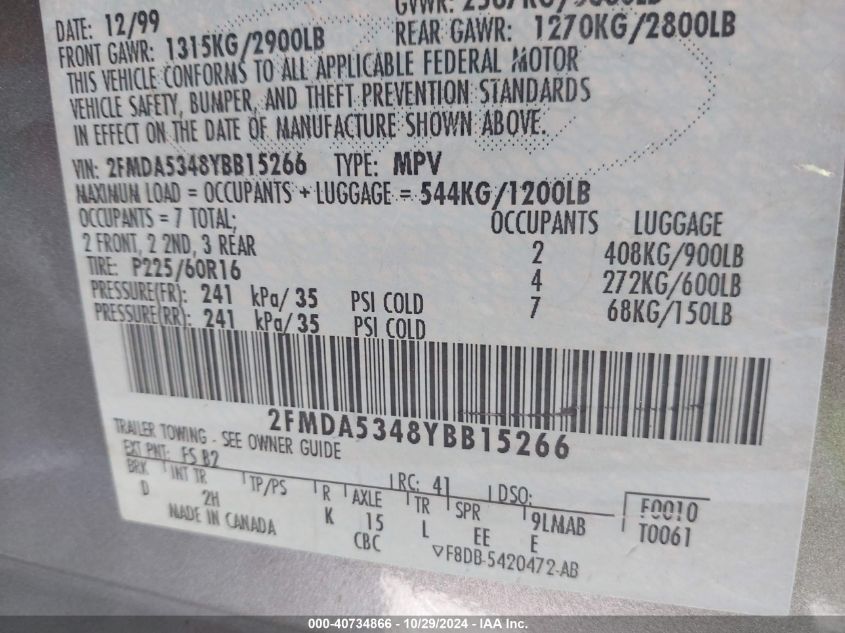 DATE: 12/99
FRONT GAWR: 1315KG/2900LB REAR GAWR: 1270KG/2800LB
THIS VEHICLE CONFORMS TO ALL APPLICABLE FEDERAL MOTOR
VEHICLE SAFETY, BUMPER, AND THEFT PREVENTION STANDARDS
IN EFFECT ON THE DATE OF MANUFACTURE SHOWN ABOVE.
VIN: 2FMDA5348YBB15266 TYPE: MPV
MAXIMUM LOAD = OCCUPANTS + LUGGAGE = 544KG/1200LB
OCCUPANTS = 7 TOTAL; OCCUPANTS LUGGAGE
2 FRONT, 2 2ND, 3 REAR 2 408KG/900LB
TIRE: P225/60R16 4 272KG/600LB
PRESSURE(FR): 241 kPa/ 35 PSI COLD 7 68KG/150LB
PRESSURE(RR): 241 kPa/ 35 PSI COLD
2FMDA5348YBB15266
TRAILER TOWING - SEE OWNER GUIDE
EXT PNT: FS B2 RC: 41 DSO:
BRK INT TR TP/PS R AXLE TR SPR 9LMAB F0010
D 2H K 15 L EE E T0061
MADE IN CANADA CBC ▽F8DB-5420472-AB
000-40734866 - 10/29/2024 - IAA Inc.